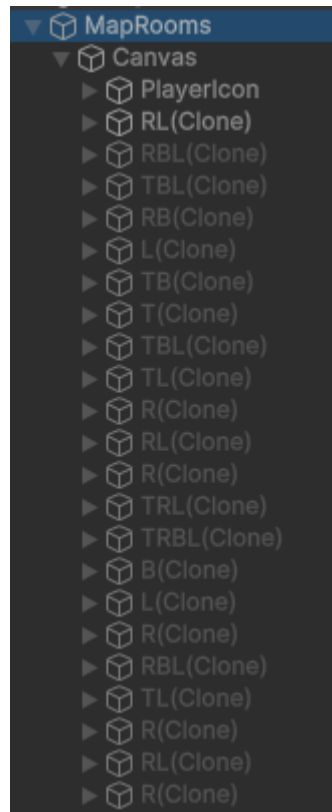 MapRooms
Canvas
PlayerIcon
RL(Clone)
RBL(Clone)
TBL(Clone)
RB(Clone)
L(Clone)
TB(Clone)
T(Clone)
TBL(Clone)
TL(Clone)
R(Clone)
RL(Clone)
R(Clone)
TRL(Clone)
TRBL(Clone)
B(Clone)
L(Clone)
R(Clone)
RBL(Clone)
TL(Clone)
R(Clone)
RL(Clone)
R(Clone)